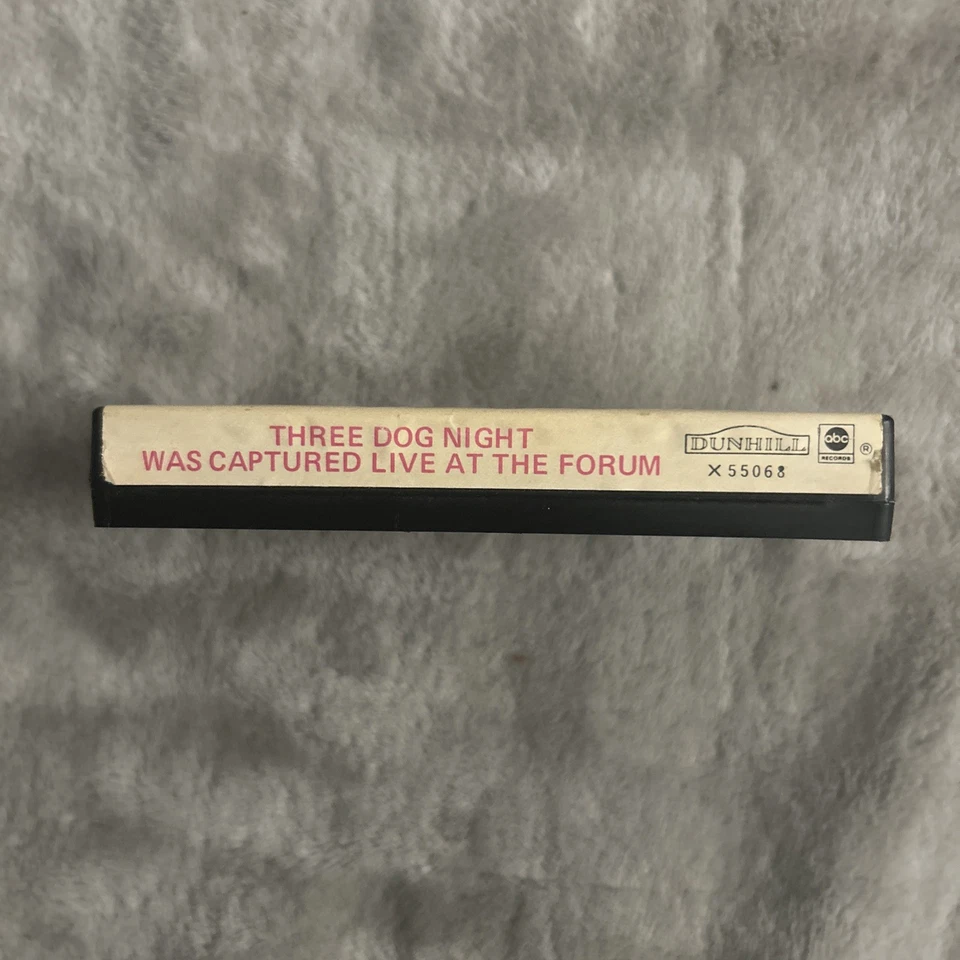 THREE DOG NIGHT
WAS CAPTURED LIVE AT THE FORUM
DUNHILL
X 55068
abc
RECORDS
®